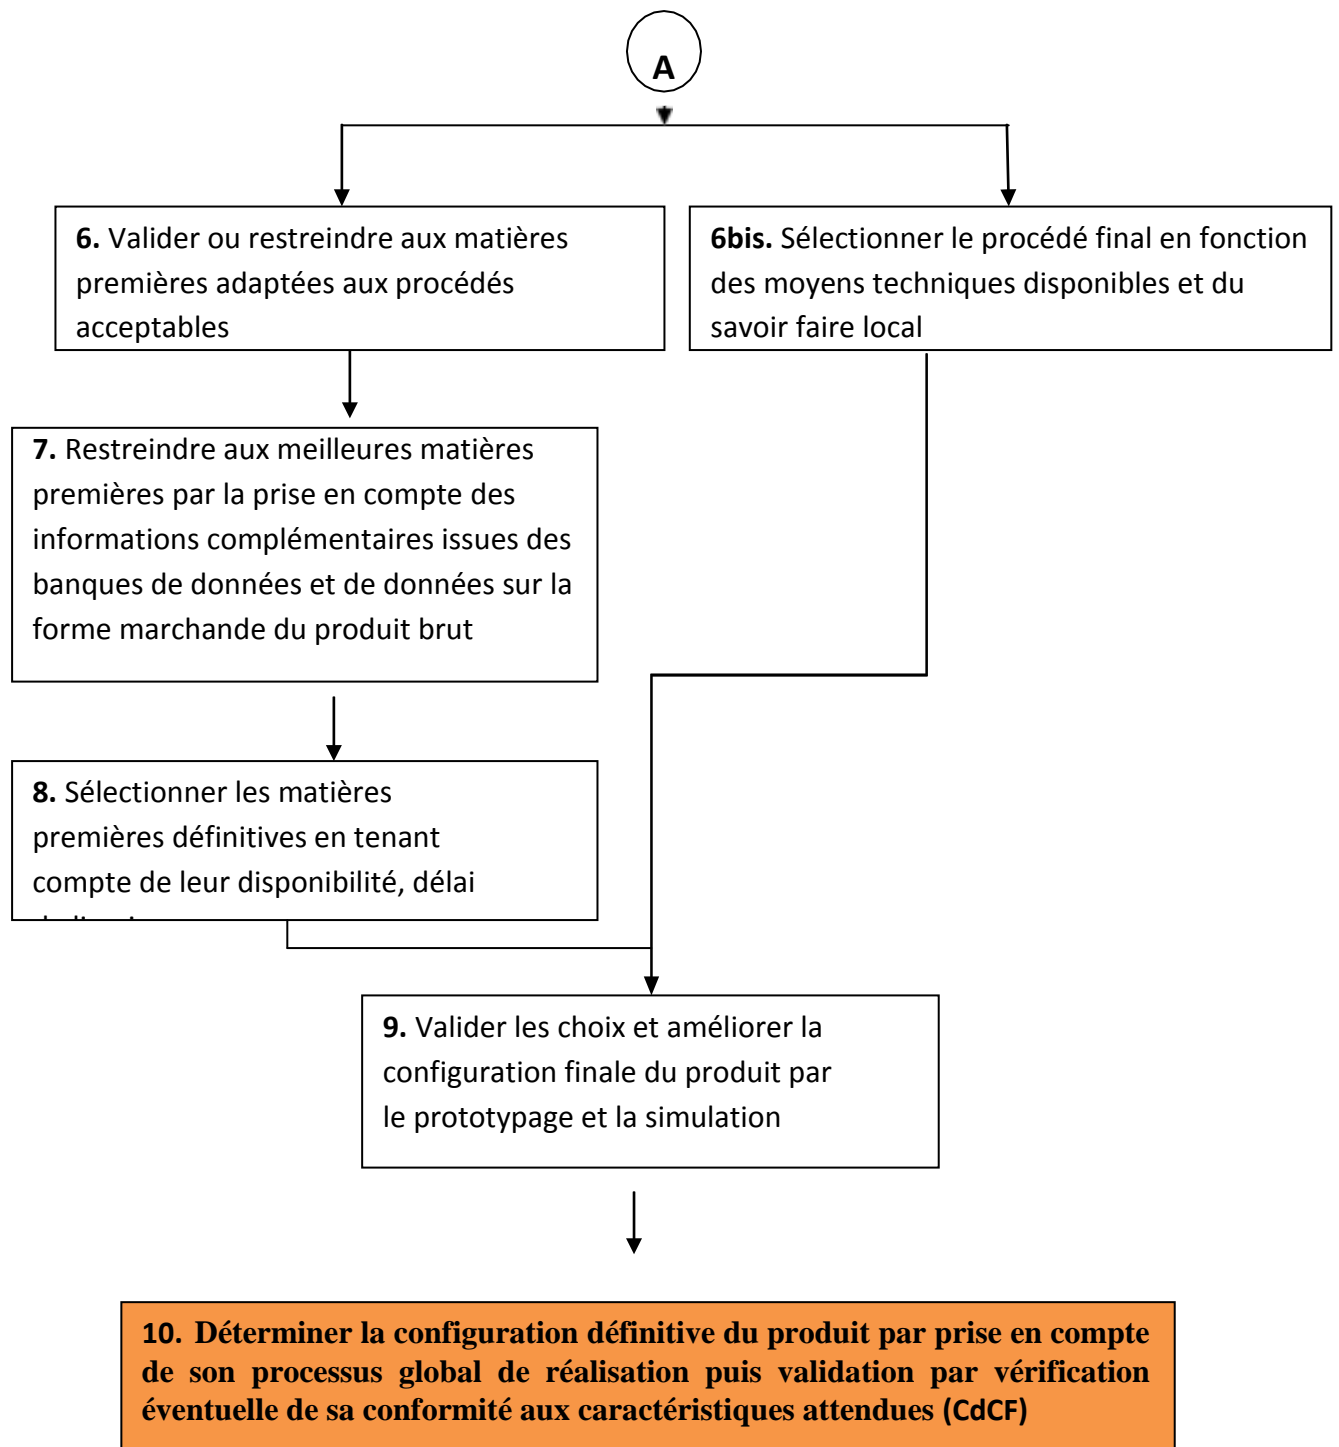 A
6. Valider ou restreindre aux matières
premières adaptées aux procédés
acceptables
6bis. Sélectionner le procédé final en fonction
des moyens techniques disponibles et du
savoir faire local
7. Restreindre aux meilleures matières
premières par la prise en compte des
informations complémentaires issues des
banques de données et de données sur la
forme marchande du produit brut
8. Sélectionner les matières
premières définitives en tenant
compte de leur disponibilité, délai
9. Valider les choix et améliorer la
configuration finale du produit par
le prototypage et la simulation
10. Déterminer la configuration définitive du produit par prise en compte
de son processus global de réalisation puis validation par vérification
éventuelle de sa conformité aux caractéristiques attendues (CdCF)